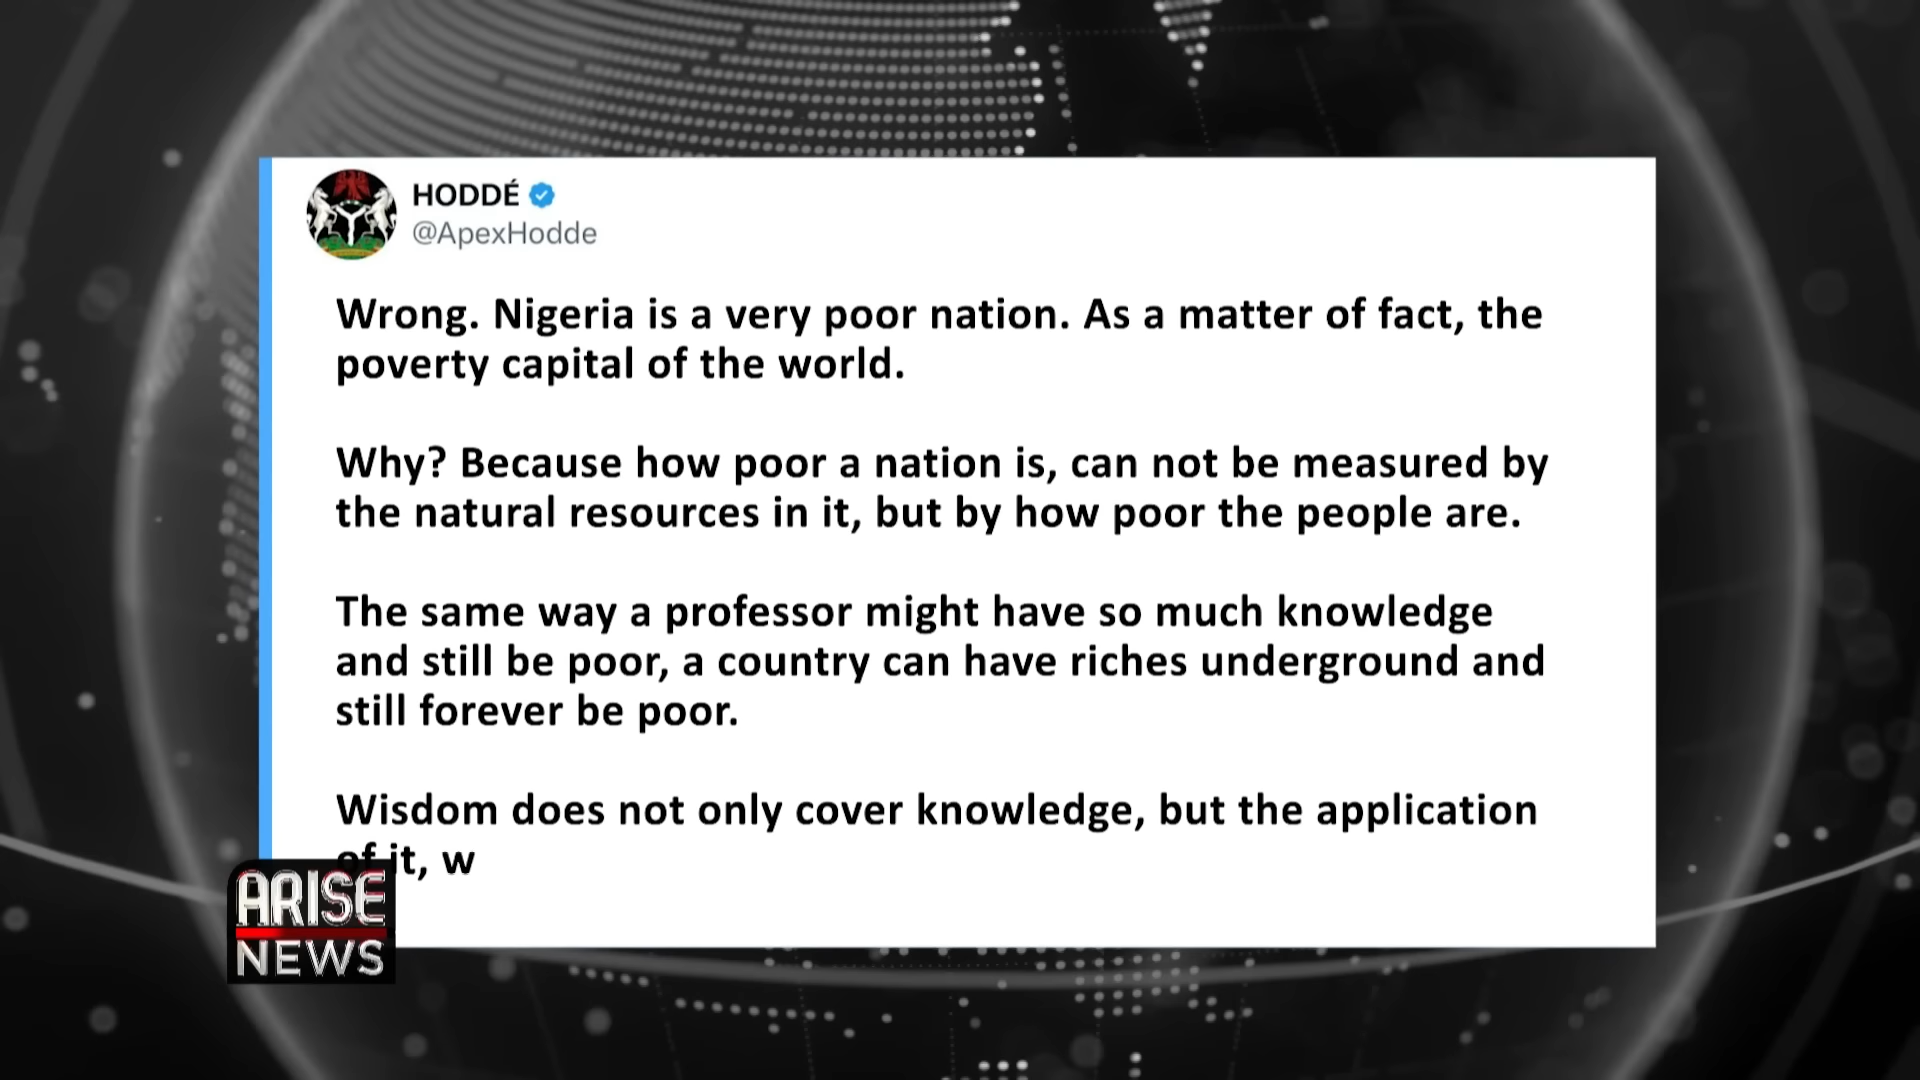 HODDÉ
@ApexHodde
Wrong. Nigeria is a very poor nation. As a matter of fact, the
poverty capital of the world.
Why? Because how poor a nation is, can not be measured by
the natural resources in it, but by how poor the people are.
The same way a professor might have so much knowledge
and still be poor, a country can have riches underground and
still forever be poor.
Wisdom does not only cover knowledge, but the application
of it, w
ARISE
NEWS